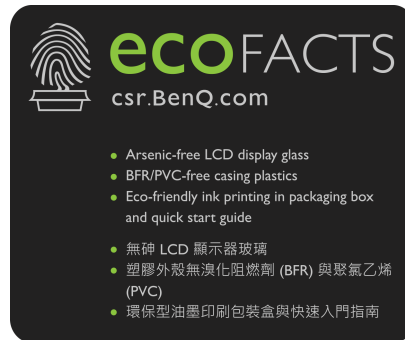 ecoFACTS
csr.BenQ.com
• Arsenic-free LCD display glass
• BFR/PVC-free casing plastics
• Eco-friendly ink printing in packaging box
and quick start guide
• 無砷 LCD 顯示器玻璃
• 塑膠外殼無溴化阻燃劑 (BFR) 與聚氯乙烯
(PVC)
• 環保型油墨印刷包裝盒與快速入門指南